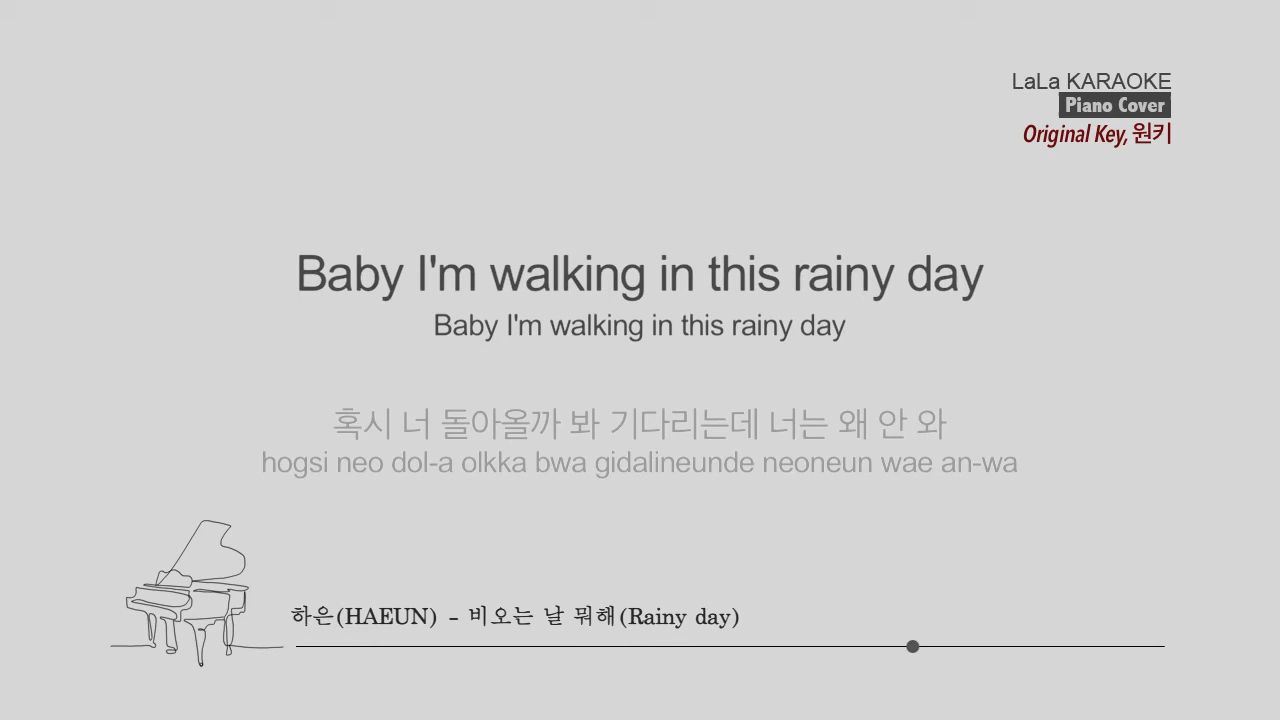 LaLa KARAOKE
Piano Cover
Original Key, 원키
Baby I'm walking in this rainy day
Baby I'm walking in this rainy day
혹시 너 돌아올까 봐 기다리는데 너는 왜 안 와
hogsi neo dol-a olkka bwa gidalineunde neoneun wae an-wa
하은(HAEUN) - 비오는 날 뭐해(Rainy day)